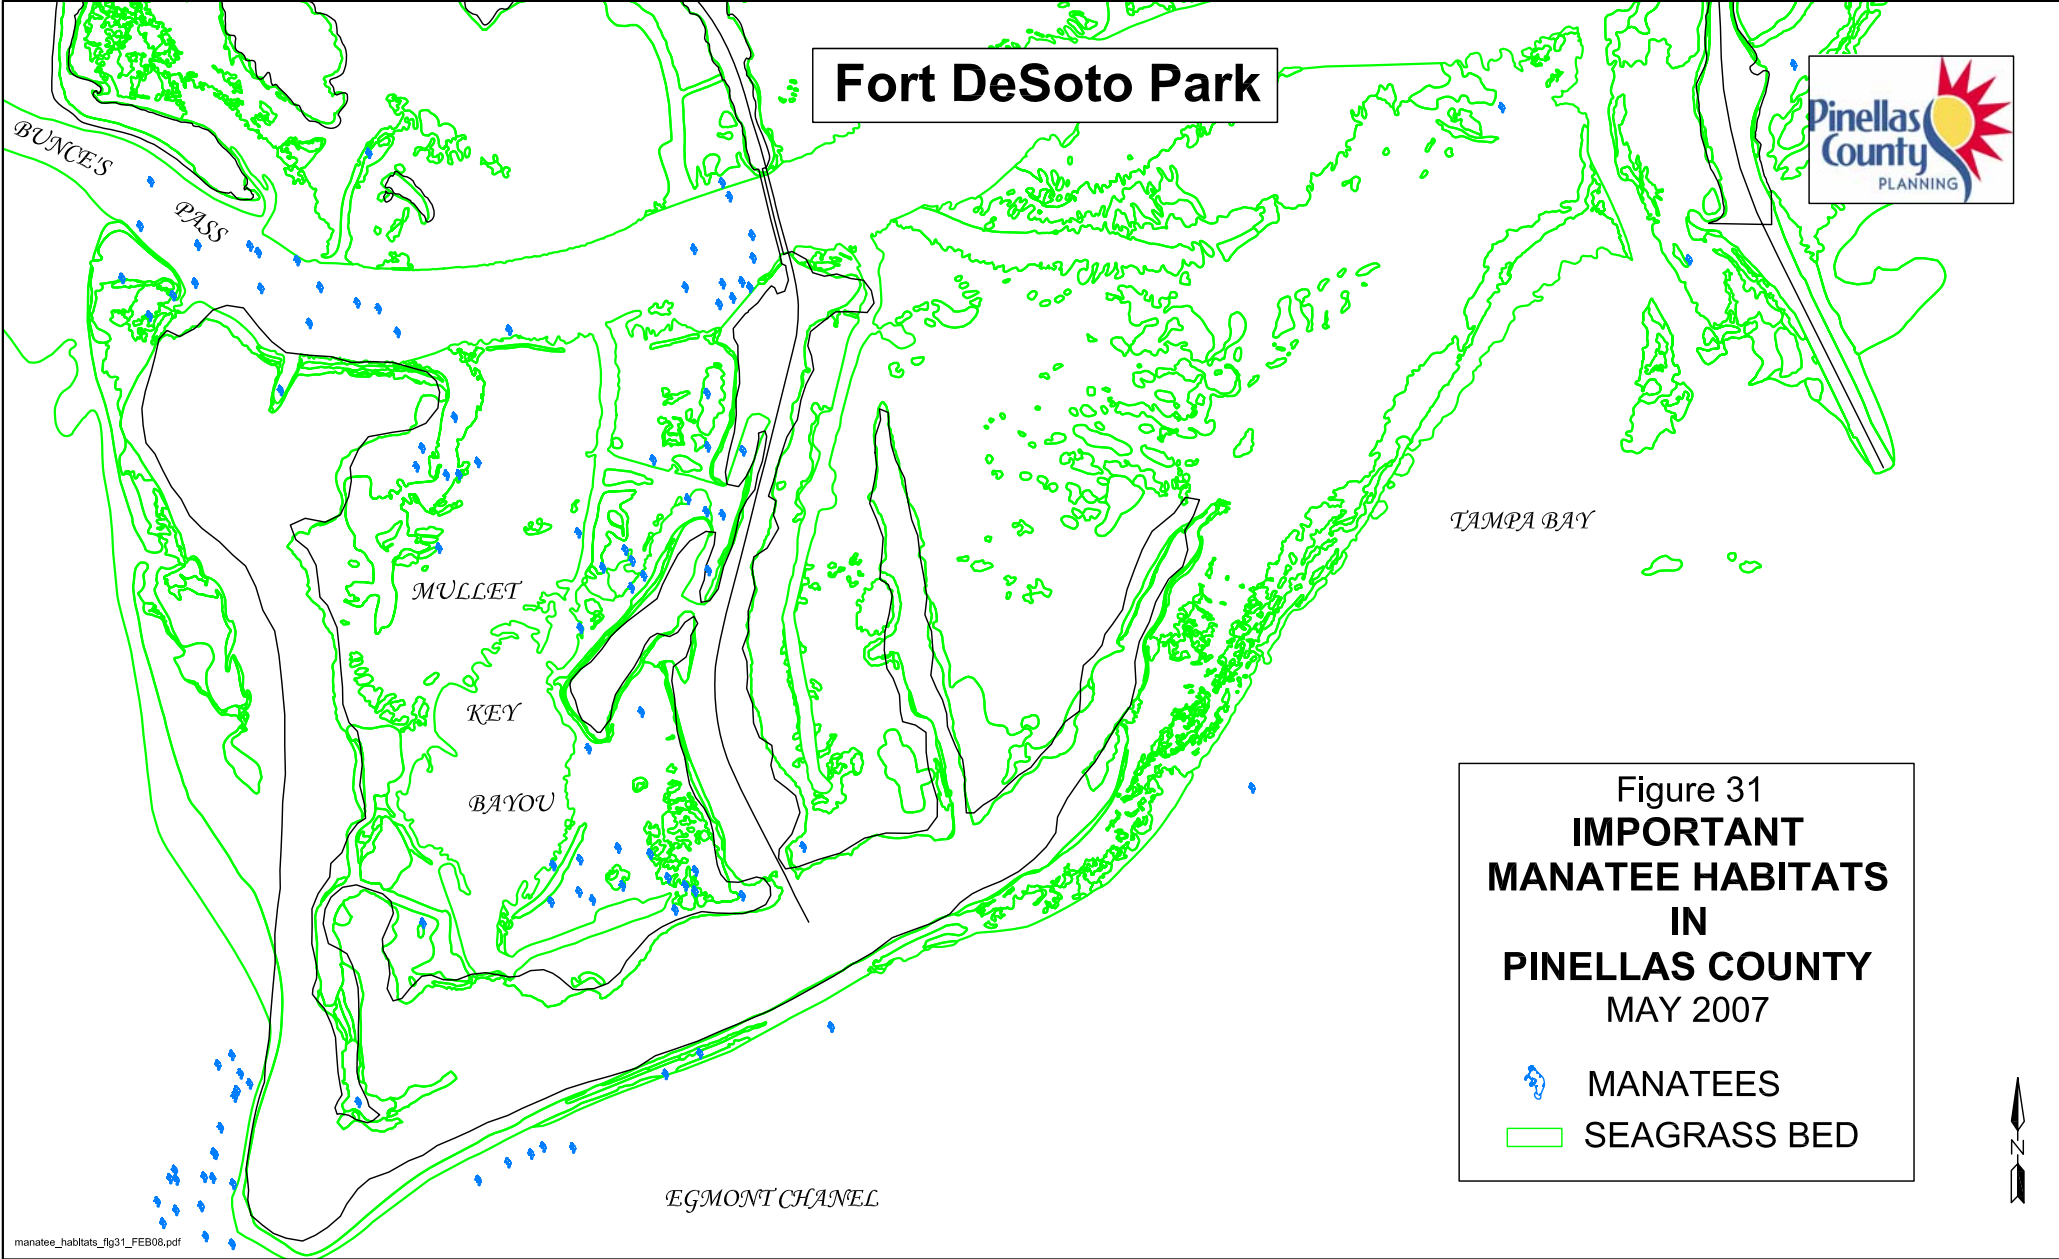 Fort DeSoto Park
Pinellas
County
PLANNING
BUNCE'S
PASS
TAMPA BAY
MULLET
KEY
BAYOU
EGMONT CHANEL
Figure 31
IMPORTANT
MANATEE HABITATS
IN
PINELLAS COUNTY
MAY 2007
MANATEES
SEAGRASS BED
N
manatee_habitats_fig31_FEB08.pdf